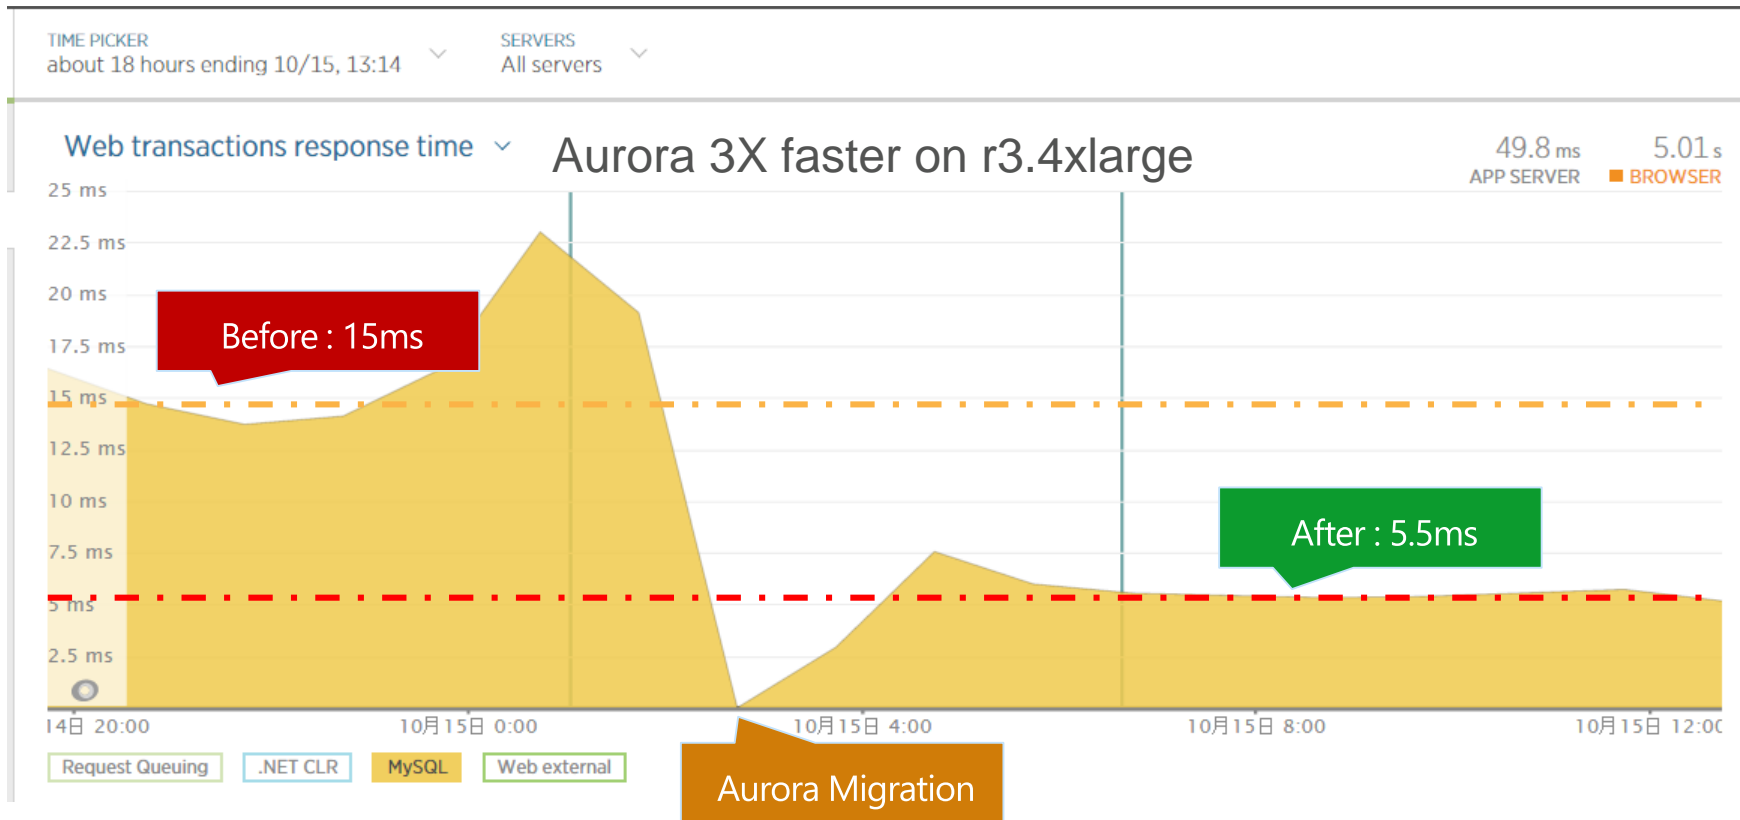 TIME PICKER
about 18 hours ending 10/15, 13:14
SERVERS
All servers
Web transactions response time
Aurora 3X faster on r3.4xlarge
49.8 ms
APP SERVER
5.01 s
BROWSER
25 ms
22.5 ms
20 ms
17.5 ms
15 ms
12.5 ms
10 ms
7.5 ms
5 ms
2.5 ms
Before : 15ms
After : 5.5ms
14日 20:00
10月15日 0:00
10月15日 4:00
10月15日 8:00
10月15日 12:00
Request Queuing
.NET CLR
MySQL
Web external
Aurora Migration